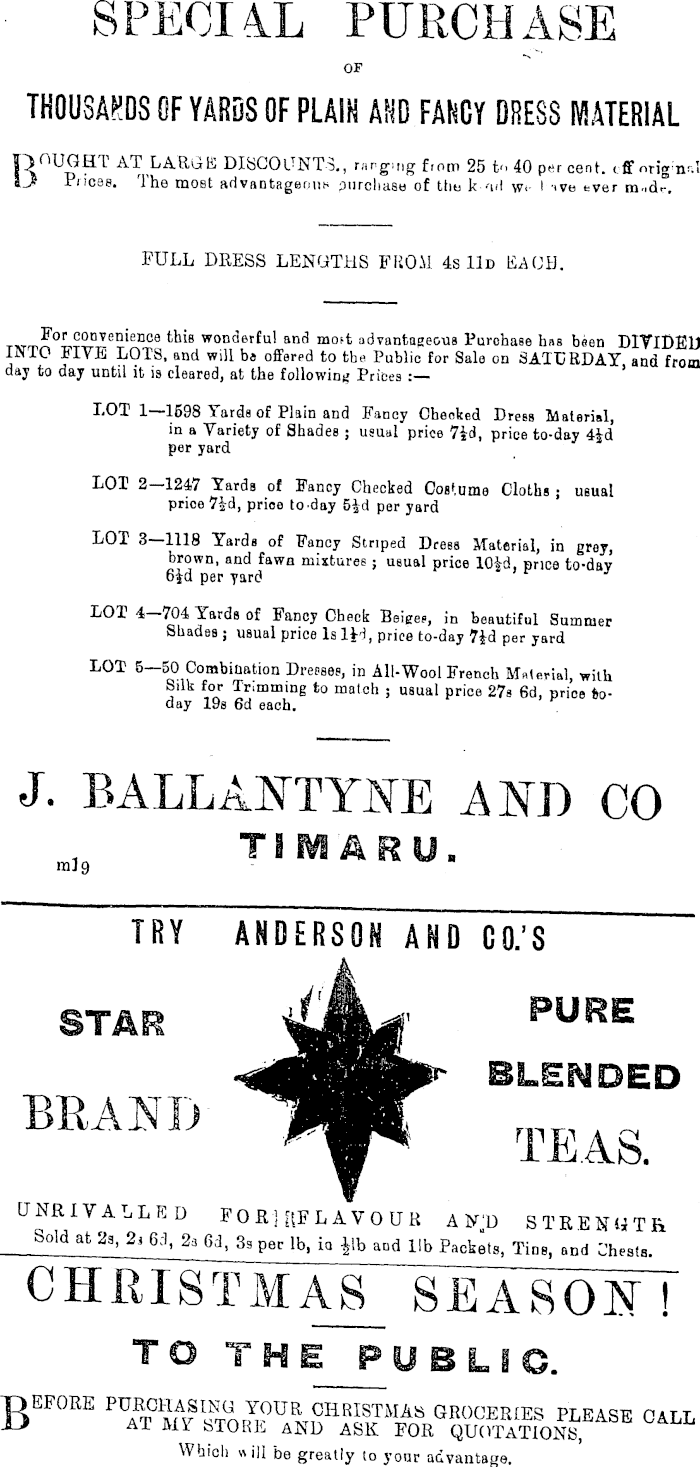 SPECIAL PURCHASE
OF
THOUSANDS OF YARDS OF PLAIN AND FANCY DRESS MATERIAL
BOUGHT AT LARGE DISCOUNTS., ranging from 25 to 40 per cent. off original
Prices. The most advantageous purchase of the kind we have ever made.
FULL DRESS LENGTHS FROM 4s 11D EACH.
For convenience this wonderful and most advantageous Purchase has been DIVIDED
INTO FIVE LOTS, and will be offered to the Public for Sale on SATURDAY, and from
day to day until it is cleared, at the following Prices :—
LOT 1—1598 Yards of Plain and Fancy Checked Dress Material,
in a Variety of Shades ; usual price 7½d, price to-day 4½d
per yard
LOT 2—1247 Yards of Fancy Checked Costume Cloths ; usual
price 7½d, price to-day 5½d per yard
LOT 3—1118 Yards of Fancy Striped Dress Material, in grey,
brown, and fawn mixtures ; usual price 10½d, price to-day
6½d per yard
LOT 4—704 Yards of Fancy Check Beiges, in beautiful Summer
Shades ; usual price 1s 1½d, price to-day 7½d per yard
LOT 5—50 Combination Dresses, in All-Wool French Material, with
Silk for Trimming to match ; usual price 27s 6d, price to-
day 19s 6d each.
J. BALLANTYNE AND CO
TIMARU.
m19
TRY ANDERSON AND CO.'S
STAR
BRAND
PURE
BLENDED
TEAS.
UNRIVALLED FOR FLAVOUR AND STRENGTH
Sold at 2s, 2s 6d, 2s 6d, 3s per lb, in ½lb and 1lb Packets, Tins, and Chests.
CHRISTMAS SEASON!
TO THE PUBLIC.
BEFORE PURCHASING YOUR CHRISTMAS GROCERIES PLEASE CALL
AT MY STORE AND ASK FOR QUOTATIONS,
Which will be greatly to your advantage.